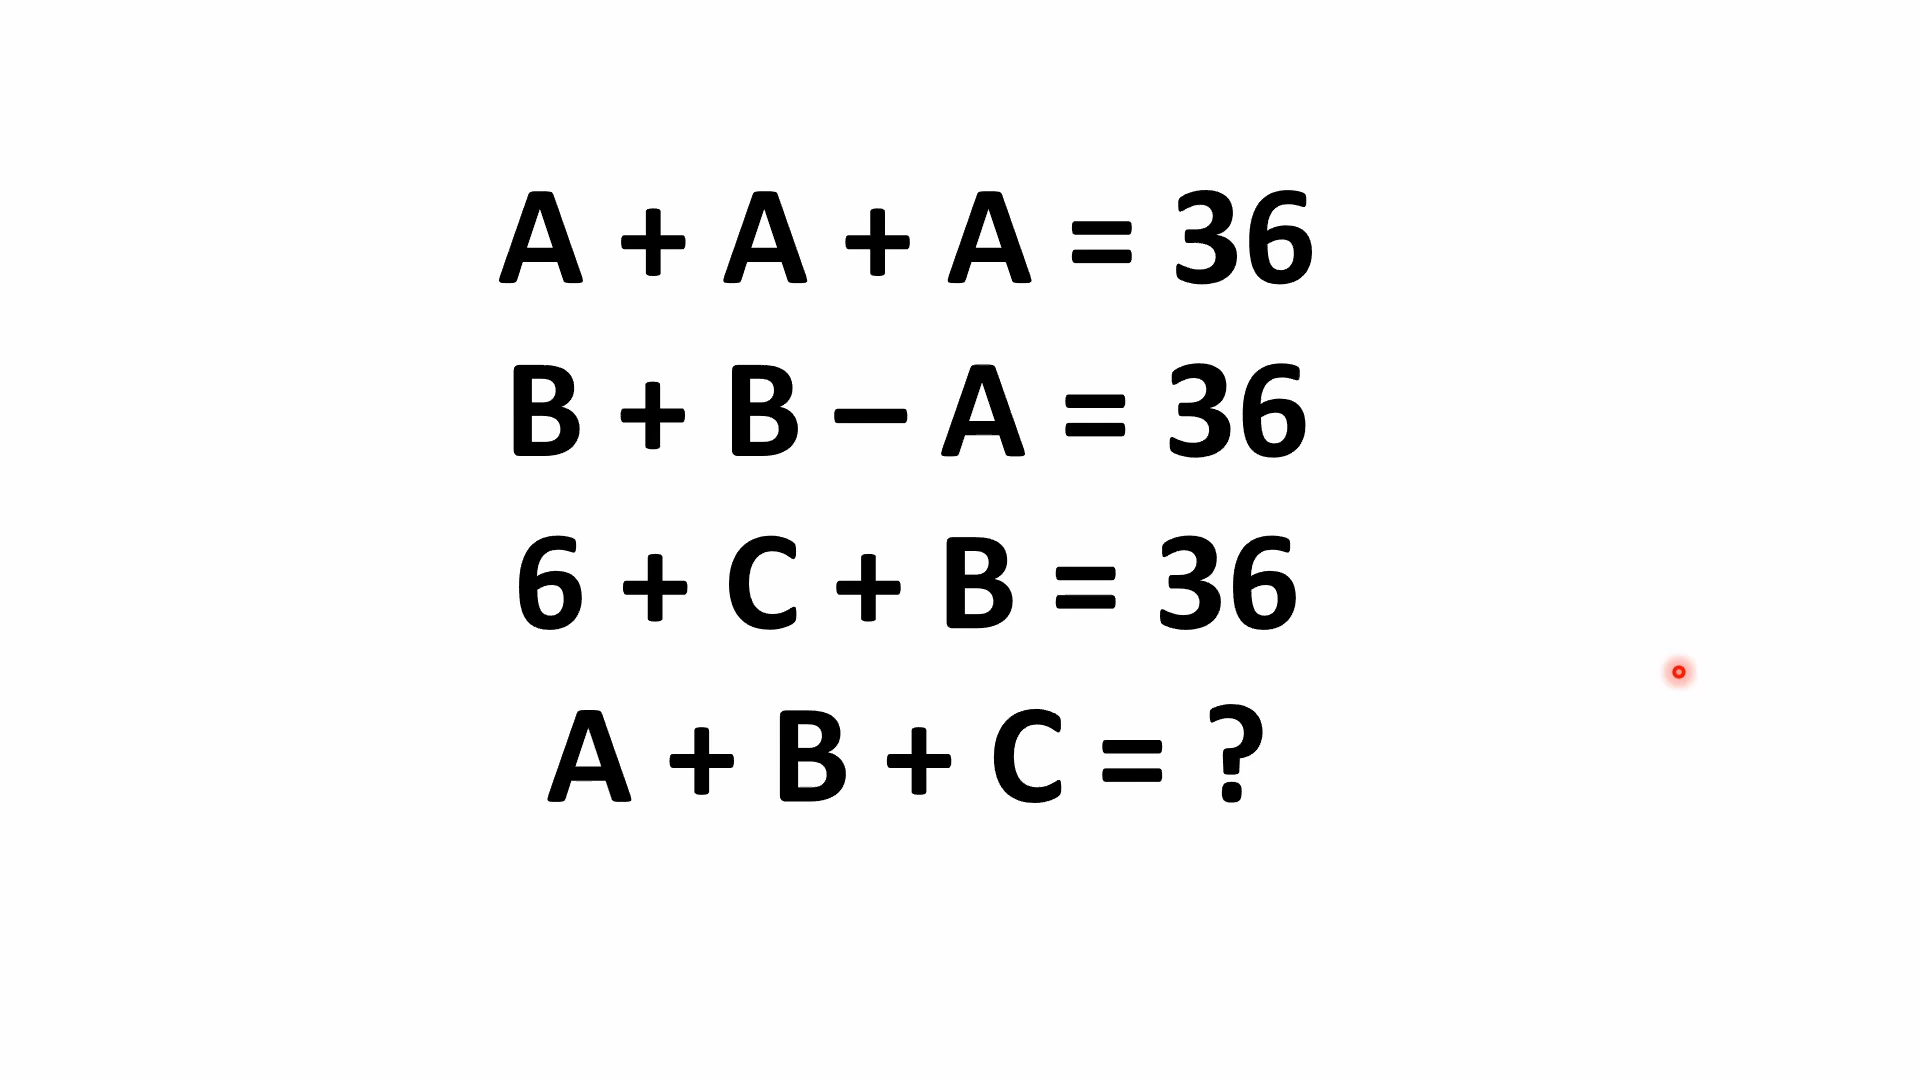 A + A + A = 36
B + B – A = 36
6 + C + B = 36
A + B + C = ?